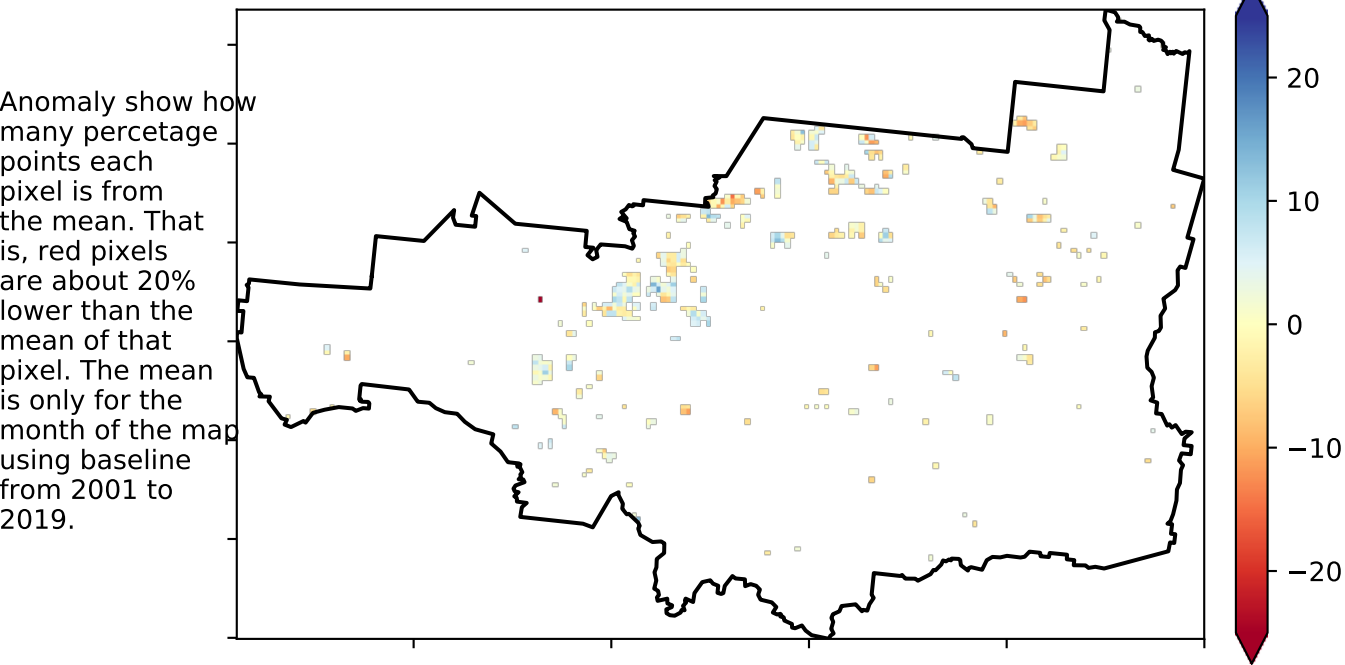 Anomaly show how
many percetage
points each
pixel is from
the mean. That
is, red pixels
are about 20%
lower than the
mean of that
pixel. The mean
is only for the
month of the map
using baseline
from 2001 to
2019.
20
10
0
−10
−20